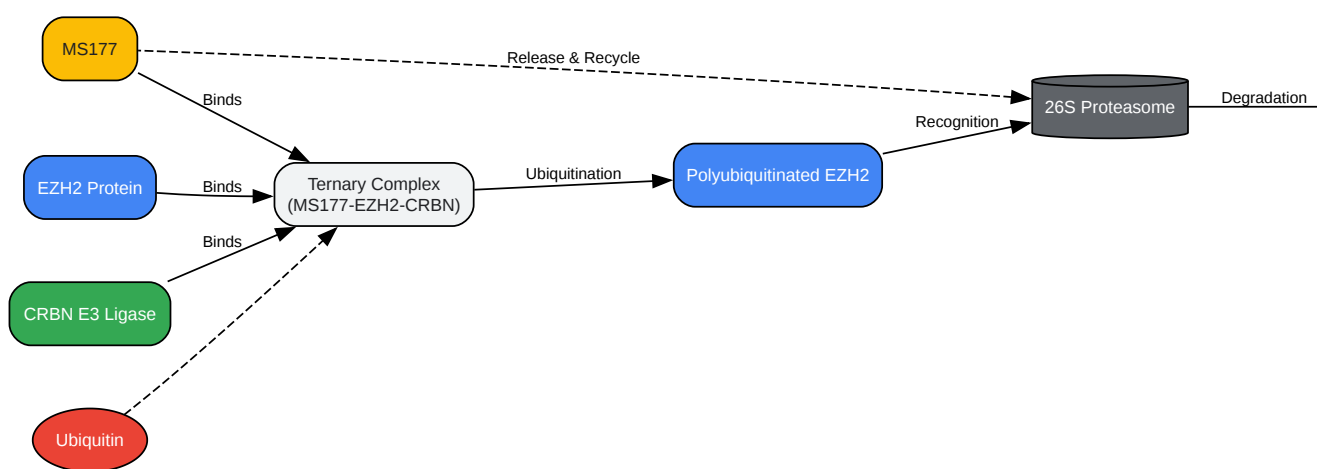 MS177
Release & Recycle
Binds
26S Proteasome
Degradation
Recognition
EZH2 Protein
Binds
Ternary Complex
(MS177-EZH2-CRBN)
Ubiquitination
Polyubiquitinated EZH2
Binds
CRBN E3 Ligase
Ubiquitin